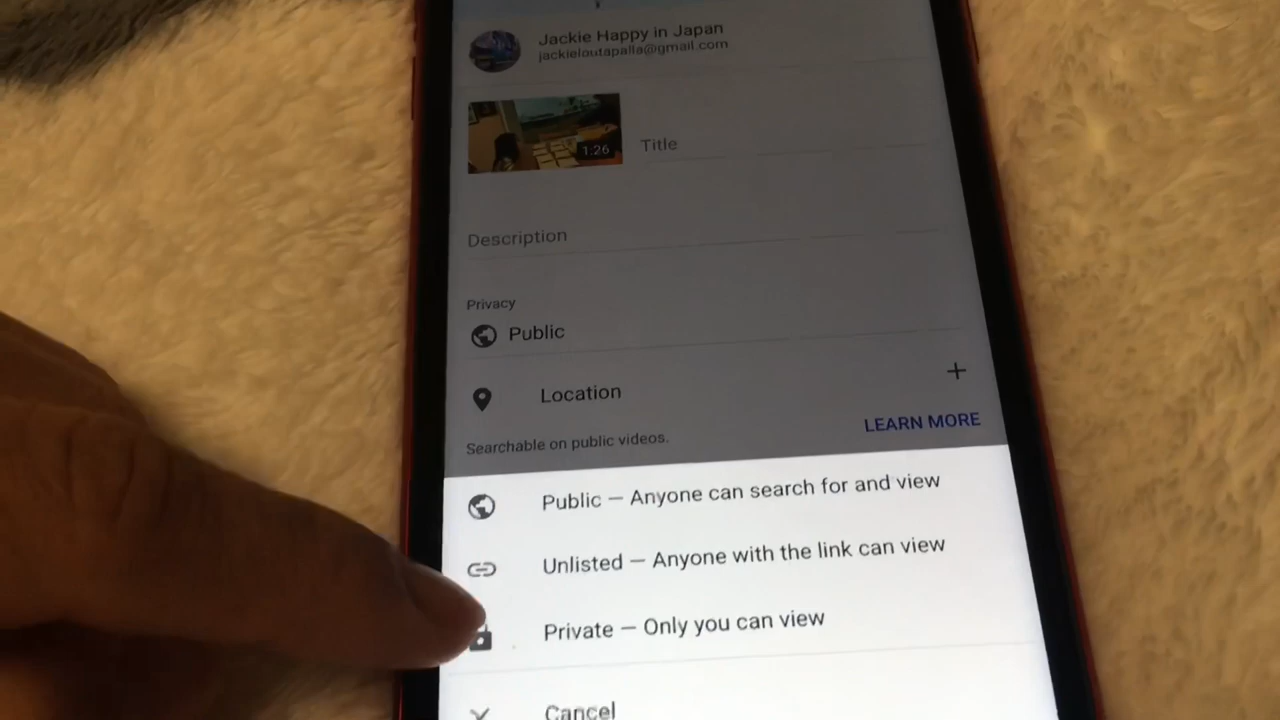 Jackie Happy in Japan
jackieloutapalla@gmail.com
1:26
Title
Description
Privacy
Public
Location
+
LEARN MORE
Searchable on public videos.
Public — Anyone can search for and view
Unlisted — Anyone with the link can view
Private — Only you can view
Cancel